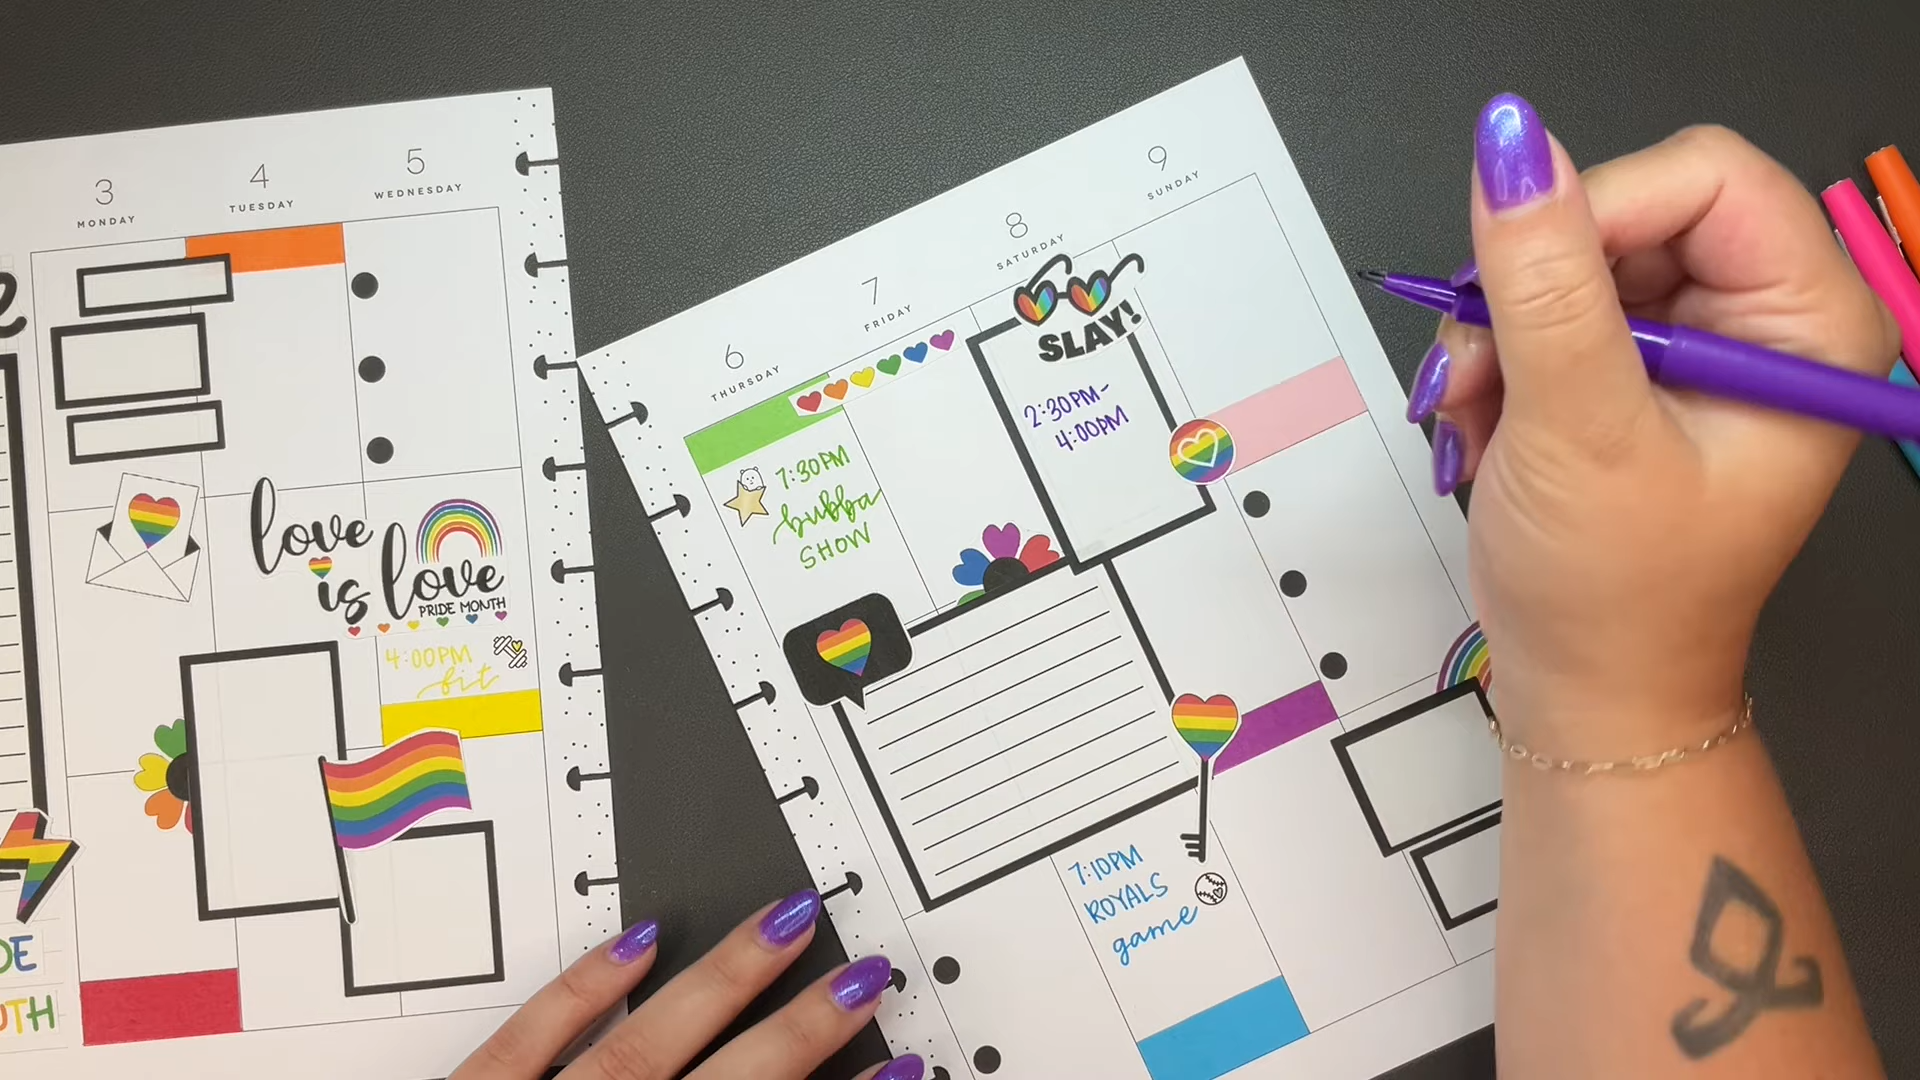 3
MONDAY
4
TUESDAY
5
WEDNESDAY
love
is love
PRIDE MONTH
4:00PM
fit
6
THURSDAY
7
FRIDAY
8
SATURDAY
9
SUNDAY
7:30PM
bubba
SHOW
SLAY!
2:30PM-
4:00PM
7:10PM
ROYALS
game